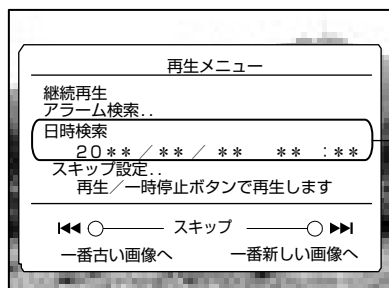 再生メニュー
継続再生
アラーム検索..
日時検索
20**/**/** **:**
スキップ設定..
再生/一時停止ボタンで再生します
スキップ
一番古い画像へ 一番新しい画像へ